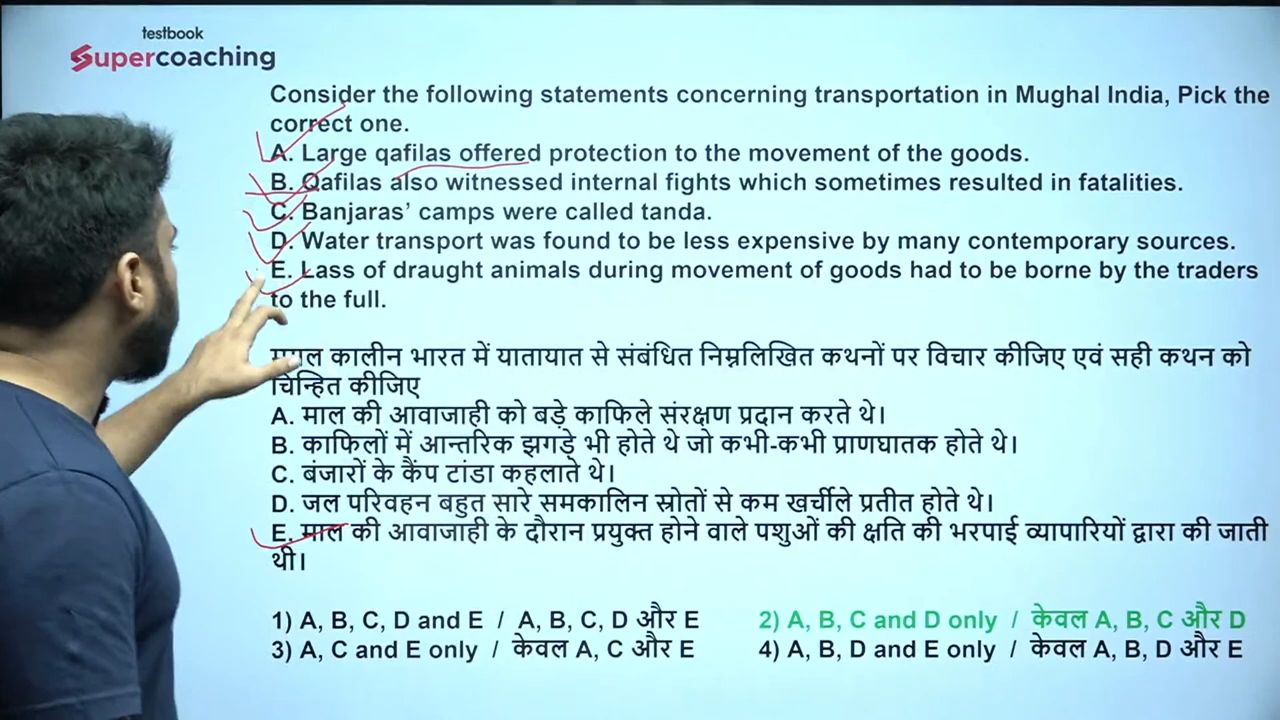 testbook
Supercoaching
Consider the following statements concerning transportation in Mughal India, Pick the
correct one.
A. Large qafilas offered protection to the movement of the goods.
B. Qafilas also witnessed internal fights which sometimes resulted in fatalities.
C. Banjaras’ camps were called tanda.
D. Water transport was found to be less expensive by many contemporary sources.
E. Lass of draught animals during movement of goods had to be borne by the traders
to the full.
कालीन भारत में यातायात से संबंधित निम्नलिखित कथनों पर विचार कीजिए एवं सही कथन को
चिन्हित कीजिए
A. माल की आवाजाही को बड़े काफिले संरक्षण प्रदान करते थे।
B. काफिलों में आन्तरिक झगड़े भी होते थे जो कभी-कभी प्राणघातक होते थे।
C. बंजारों के कैंप टांडा कहलाते थे।
D. जल परिवहन बहुत सारे समकालिन स्रोतों से कम खर्चीले प्रतीत होते थे।
E. माल की आवाजाही के दौरान प्रयुक्त होने वाले पशुओं की क्षति की भरपाई व्यापारियों द्वारा की जाती
थी।
1) A, B, C, D and E / A, B, C, D और E
2) A, B, C and D only / केवल A, B, C और D
3) A, C and E only / केवल A, C और E
4) A, B, D and E only / केवल A, B, D और E